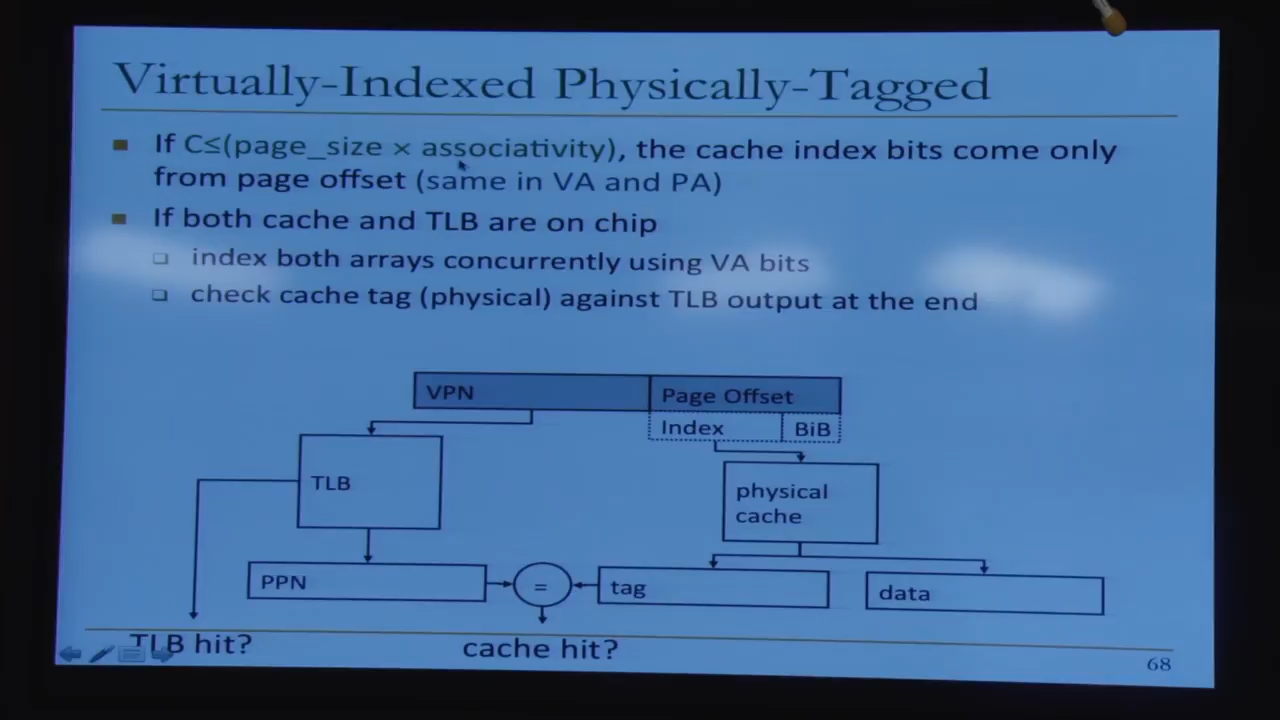 Virtually-Indexed Physically-Tagged
If C≤(page_size × associativity), the cache index bits come only
from page offset (same in VA and PA)
If both cache and TLB are on chip
index both arrays concurrently using VA bits
check cache tag (physical) against TLB output at the end
VPN
Page Offset
Index
BiB
TLB
physical
cache
PPN
=
tag
data
TLB hit?
cache hit?
68